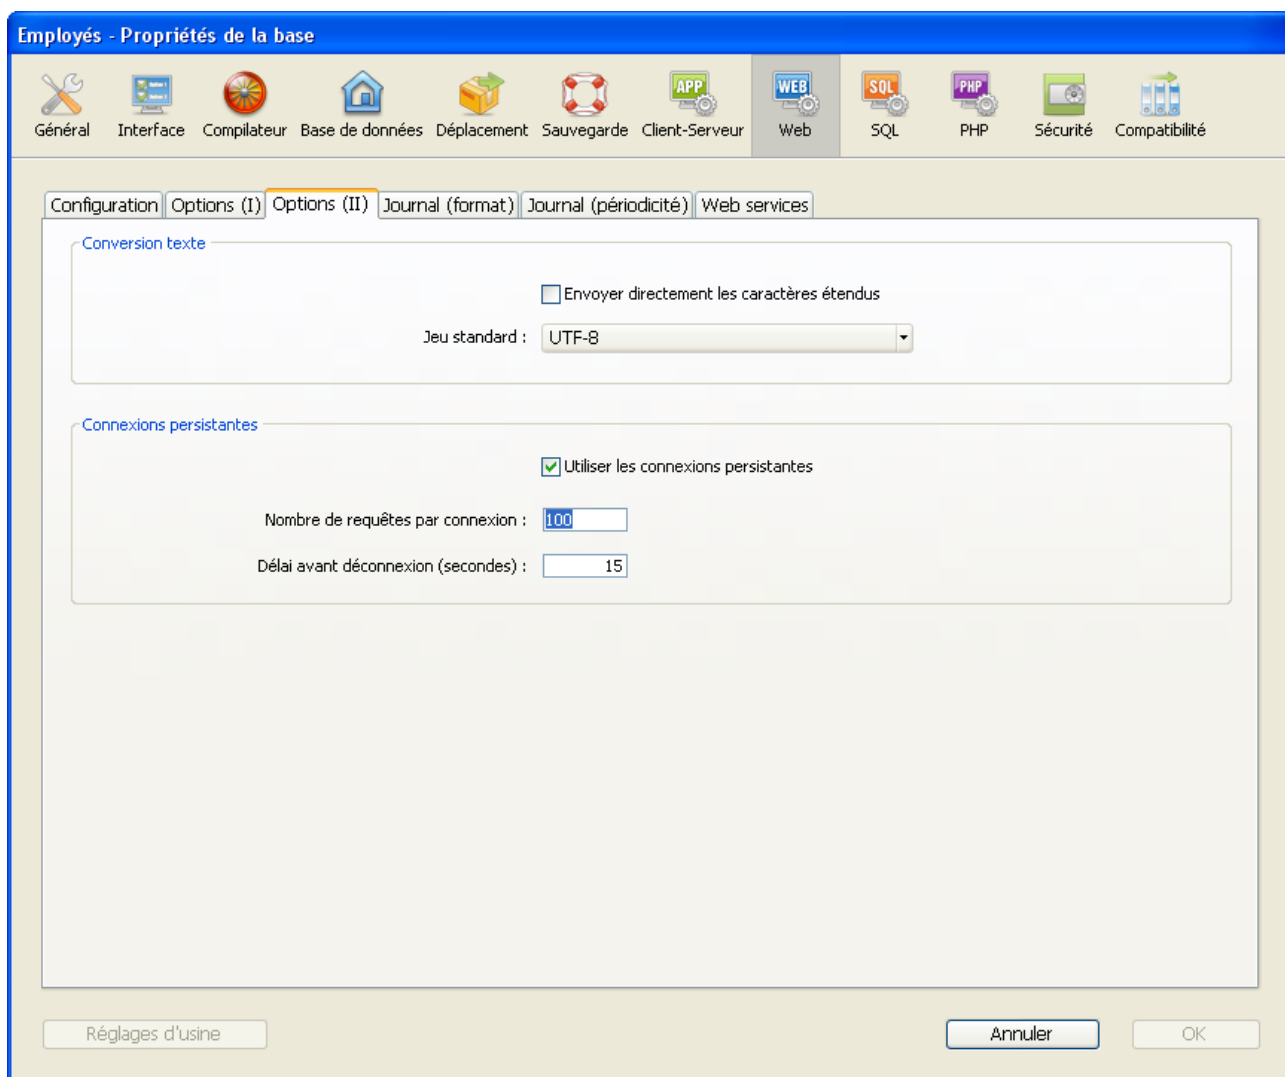 Employés - Propriétés de la base
APP WEB SQL PHP
Général Interface Compilateur Base de données Déplacement Sauvegarde Client-Serveur Web SQL PHP Sécurité Compatibilité
Configuration Options (I) Options (II) Journal (format) Journal (périodicité) Web services
Conversion texte
Envoyer directement les caractères étendus
Jeu standard : UTF-8
Connexions persistantes
Utiliser les connexions persistantes
Nombre de requêtes par connexion : 100
Délai avant déconnexion (secondes) : 15
Réglages d'usine Annuler OK